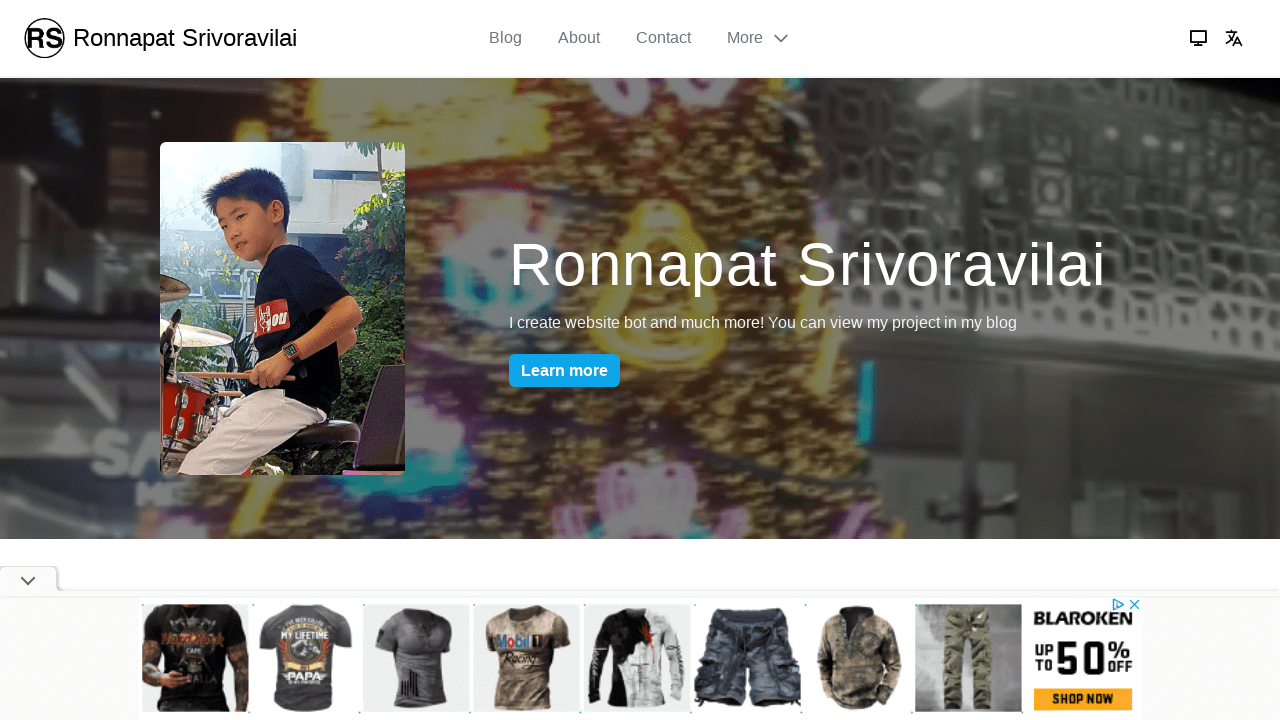 RS Ronnapat Srivoravilai
Blog
About
Contact
More
Ronnapat Srivoravilai
I create website bot and much more! You can view my project in my blog
Learn more
MY LIFETIME
PAPA
Mobil 1
BLAROKEN
UP TO 50% OFF
SHOP NOW